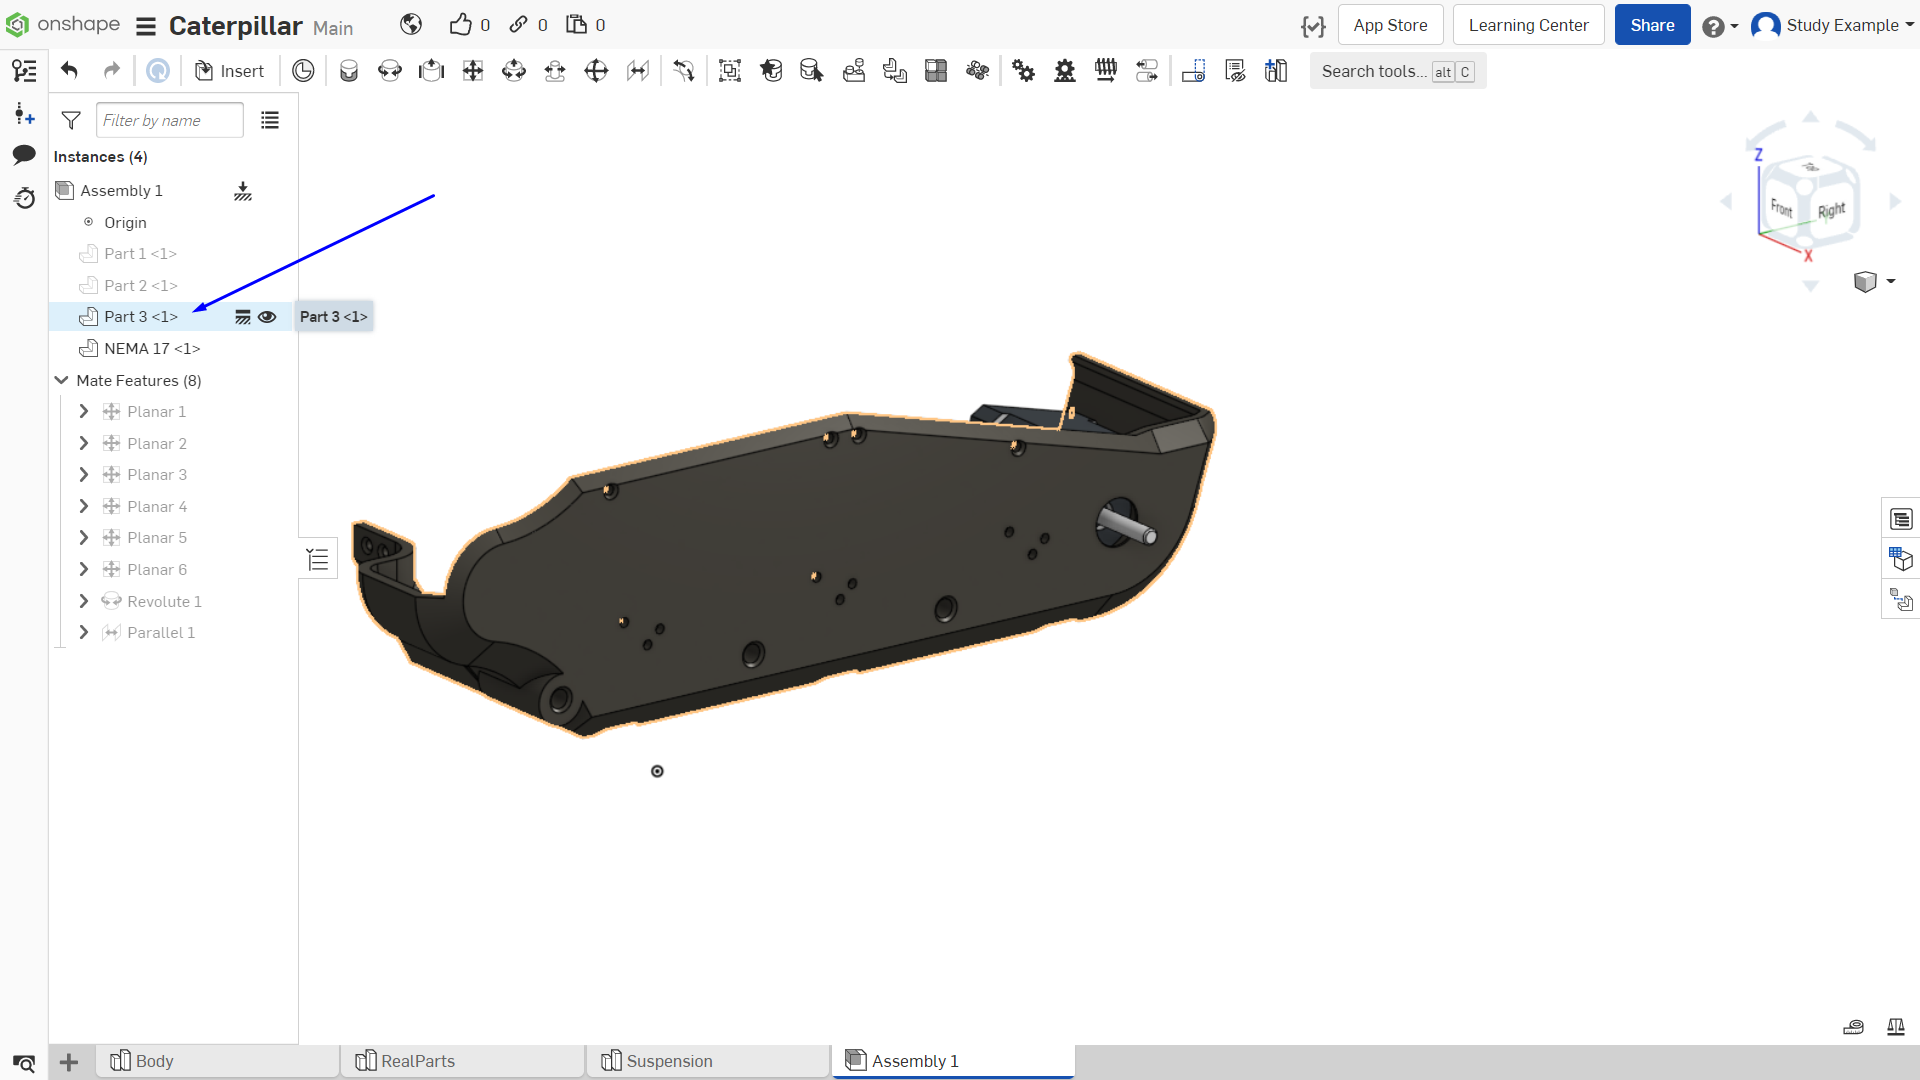 onshape Caterpillar Main 0 0 0 App Store Learning Center Share Study Example
Insert Search tools... alt C
Filter by name
Instances (4)
Assembly 1
Origin
Part 1 <1>
Part 2 <1>
Part 3 <1> Part 3 <1>
NEMA 17 <1>
Mate Features (8)
Planar 1
Planar 2
Planar 3
Planar 4
Planar 5
Planar 6
Revolute 1
Parallel 1
Z
Front Right
X
Body RealParts Suspension Assembly 1